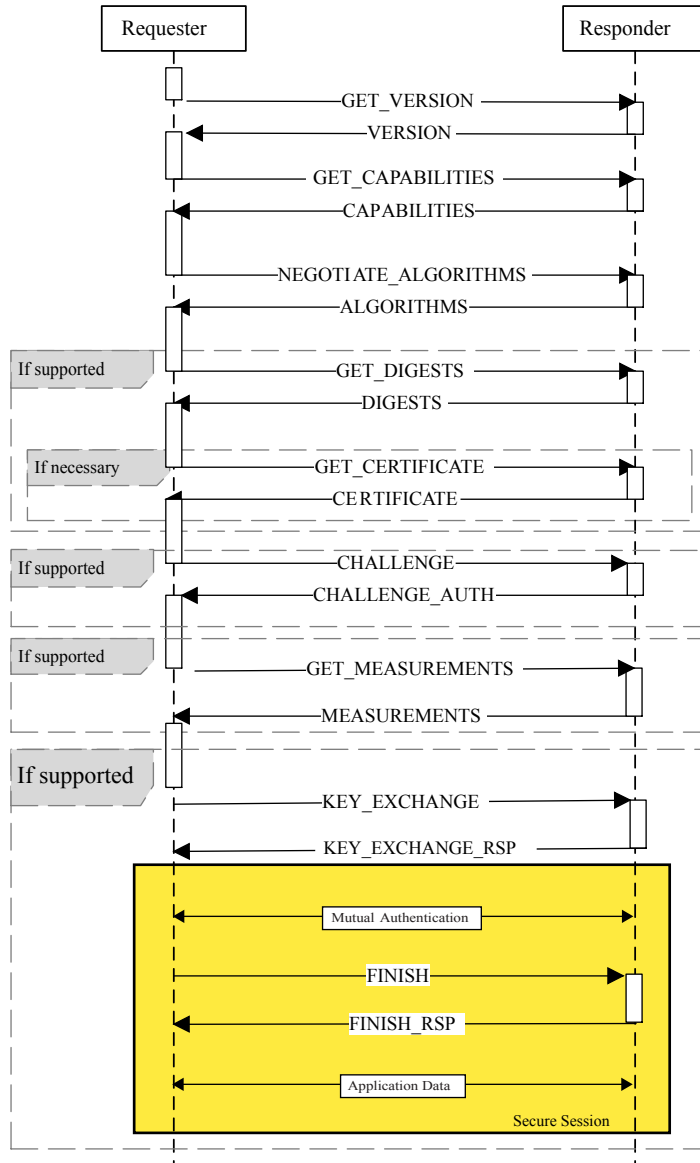 Requester
Responder
GET_VERSION
VERSION
GET_CAPABILITIES
CAPABILITIES
NEGOTIATE_ALGORITHMS
ALGORITHMS
If supported
GET_DIGESTS
DIGESTS
If necessary
GET_CERTIFICATE
CERTIFICATE
If supported
CHALLENGE
CHALLENGE_AUTH
If supported
GET_MEASUREMENTS
MEASUREMENTS
If supported
KEY_EXCHANGE
KEY_EXCHANGE_RSP
Mutual Authentication
FINISH
FINISH_RSP
Application Data
Secure Session